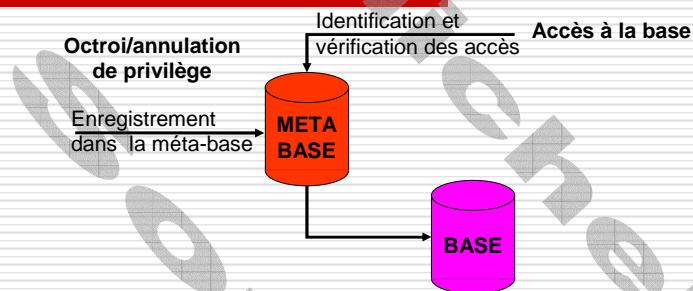 Identification et
vérification des accès
Accès à la base
Octroi/annulation
de privilège
Enregistrement
dans la méta-base
META
BASE
BASE